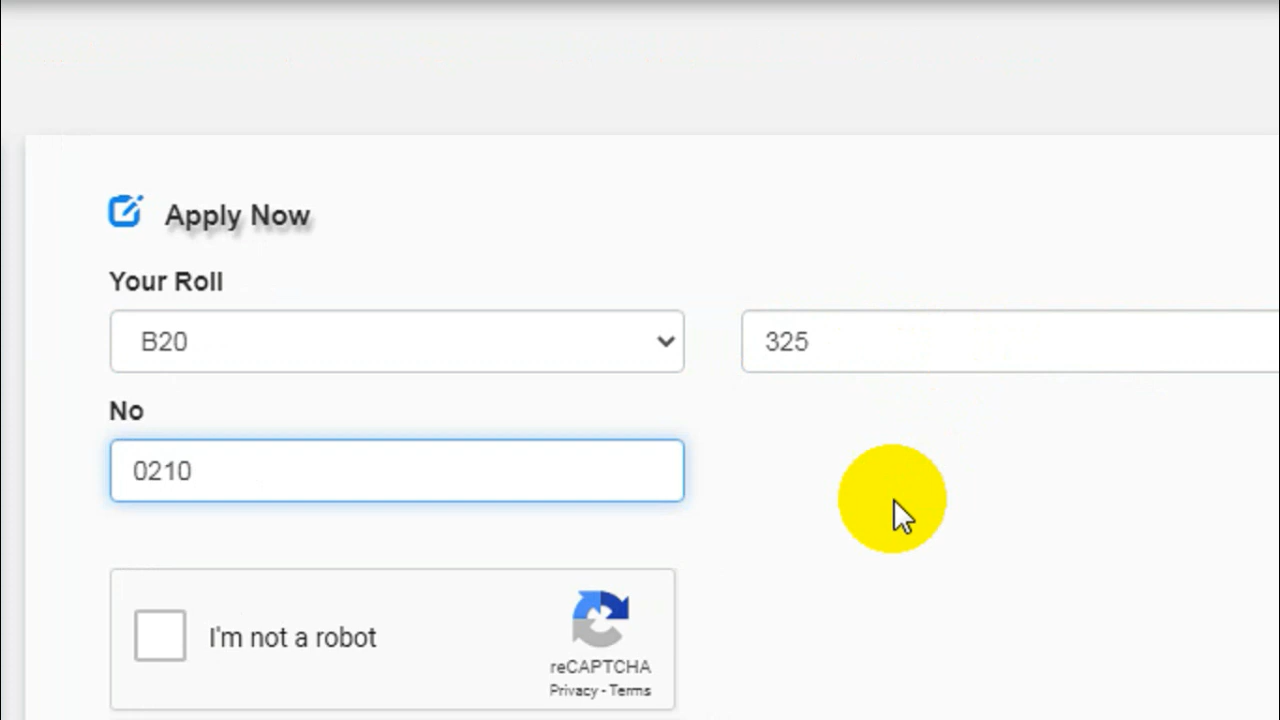 Apply Now
Your Roll
B20
325
No
0210
I'm not a robot
reCAPTCHA
Privacy - Terms